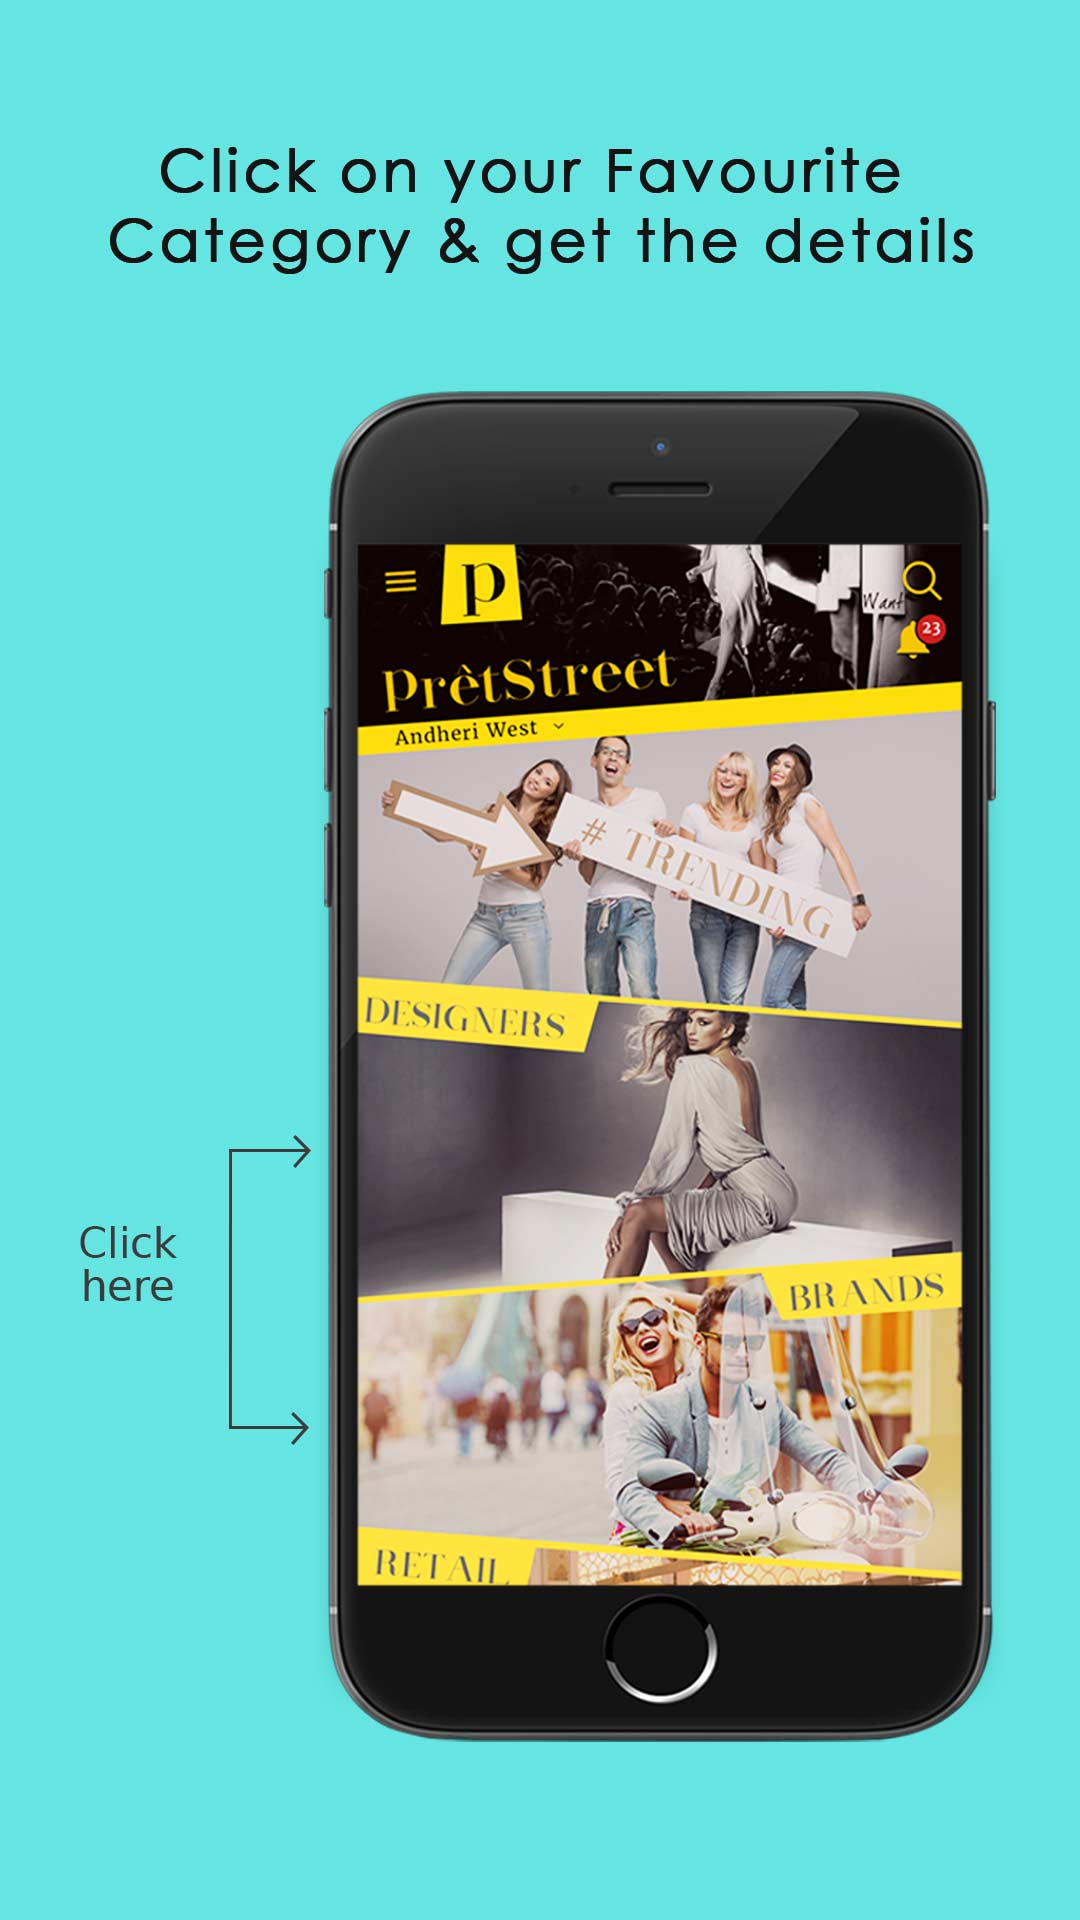 Click on your Favourite
Category & get the details
p
Want
23
PrêtStreet
Andheri West
# TRENDING
DESIGNERS
Click
here
BRANDS
RETAIL